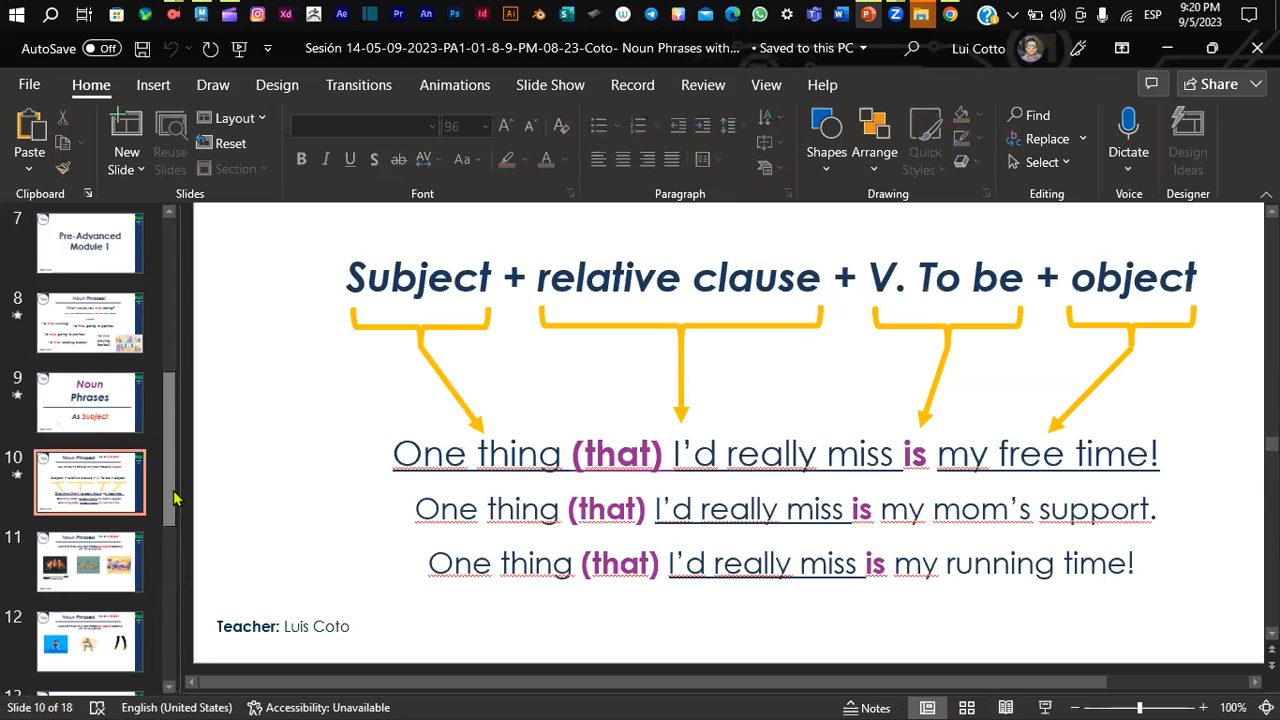 ESP
9/5/2023
AutoSave Off
Sesión 14-05-09-2023-PA1-01-8-9-PM-08-23-Coto- Noun Phrases with... • Saved to this PC
Lui Cotto
File Home Insert Draw Design Transitions Animations Slide Show Record Review View Help
Share
Paste
New Slide
Reuse Slides
Layout
Reset
Section
96
Shapes
Arrange
Quick Styles
Find
Replace
Select
Dictate
Design Ideas
Clipboard Slides Font Paragraph Drawing Editing Voice Designer
7
Pre-Advanced
Module 1
8
Noun Phrases!
9
Noun
Phrases
As Subject
10
Subject + relative clause + V. To be + object
11
Noun Phrases!
12
Noun Phrases!
Subject + relative clause + V. To be + object
One thing (that) I'd really miss is my free time!
One thing (that) I'd really miss is my mom's support.
One thing (that) I'd really miss is my running time!
Teacher: Luis Coto
Slide 10 of 18 English (United States) Accessibility: Unavailable Notes 100%